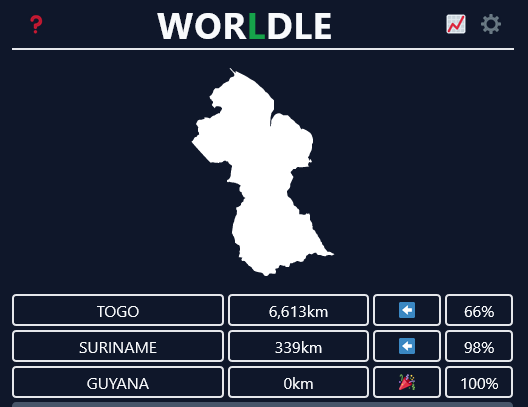 ?
WORLDLE
TOGO 6,613km ⬅️ 66%
SURINAME 339km ⬅️ 98%
GUYANA 0km 🎉 100%